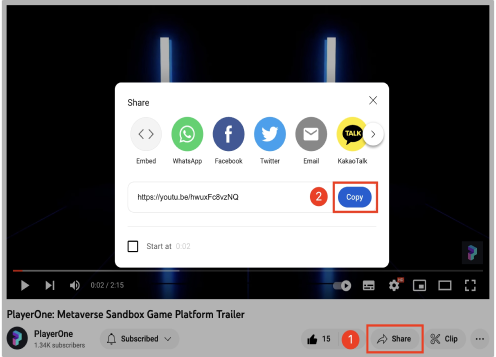 Share
Embed
WhatsApp
Facebook
Twitter
Email
TALK
KakaoTalk
https://youtu.be/hwuxFc8vzNQ
2
Copy
Start at 0:02
0:02 / 2:15
PlayerOne: Metaverse Sandbox Game Platform Trailer
PlayerOne
1.34K subscribers
Subscribed
15
1
Share
Clip